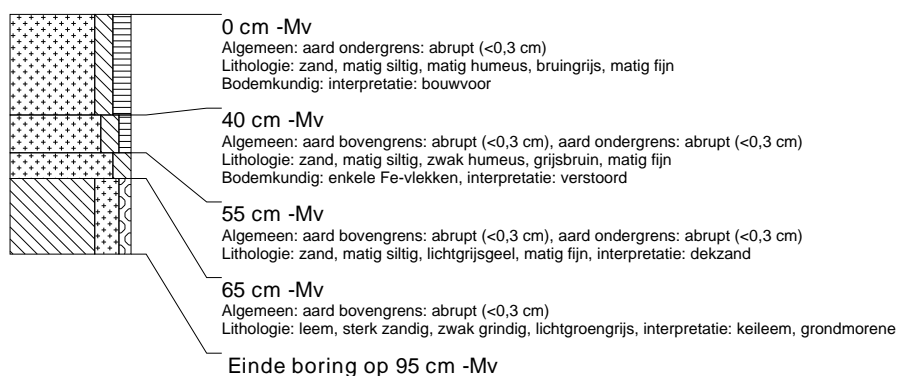 0 cm -Mv
Algemeen: aard ondergrens: abrupt (<0,3 cm)
Lithologie: zand, matig siltig, matig humeus, bruingrijs, matig fijn
Bodemkundig: interpretatie: bouwvoor
40 cm -Mv
Algemeen: aard bovengrens: abrupt (<0,3 cm), aard ondergrens: abrupt (<0,3 cm)
Lithologie: zand, matig siltig, zwak humeus, grijsbruin, matig fijn
Bodemkundig: enkele Fe-vlekken, interpretatie: verstoord
55 cm -Mv
Algemeen: aard bovengrens: abrupt (<0,3 cm), aard ondergrens: abrupt (<0,3 cm)
Lithologie: zand, matig siltig, lichtgrijsgeel, matig fijn, interpretatie: dekzand
65 cm -Mv
Algemeen: aard bovengrens: abrupt (<0,3 cm)
Lithologie: leem, sterk zandig, zwak grindig, lichtgroengrijs, interpretatie: keileem, grondmorene
Einde boring op 95 cm -Mv